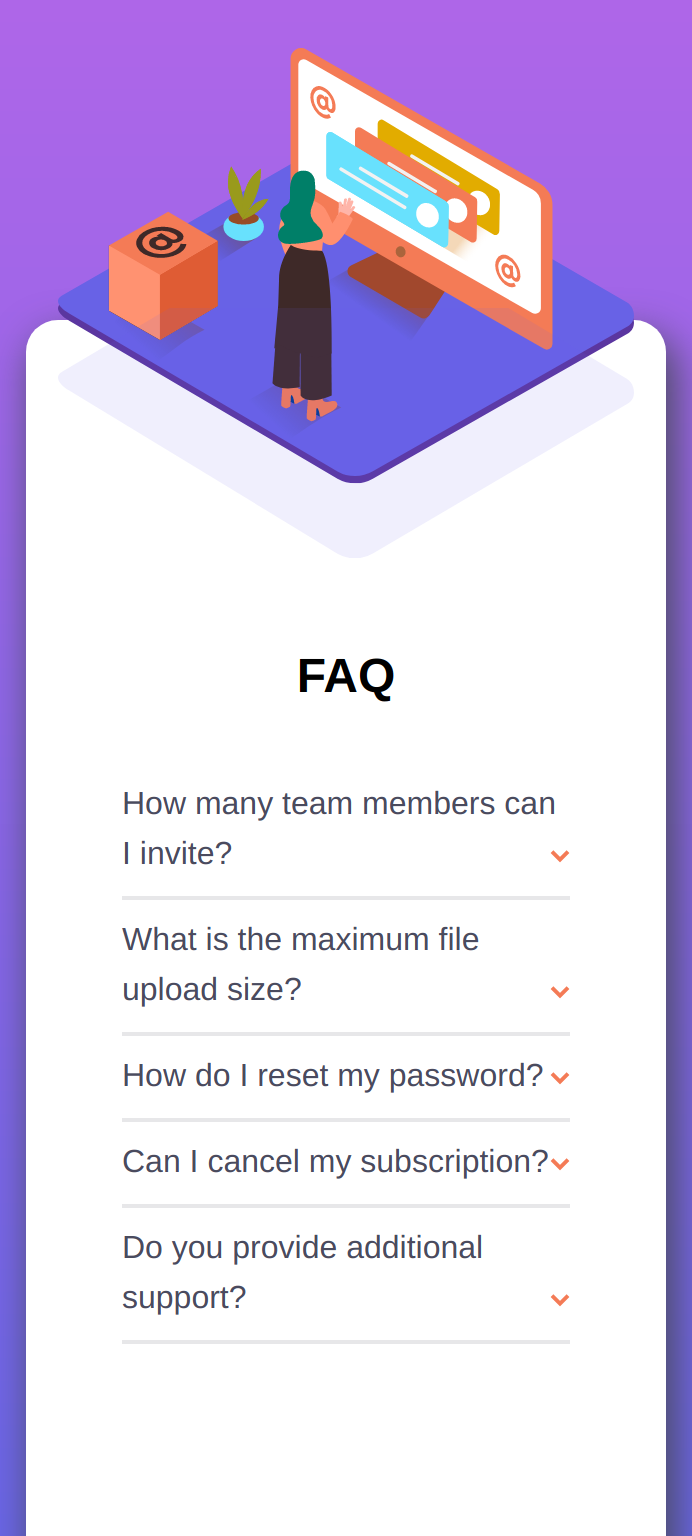 @
@
@
FAQ
How many team members can
I invite?
What is the maximum file
upload size?
How do I reset my password?
Can I cancel my subscription?
Do you provide additional
support?